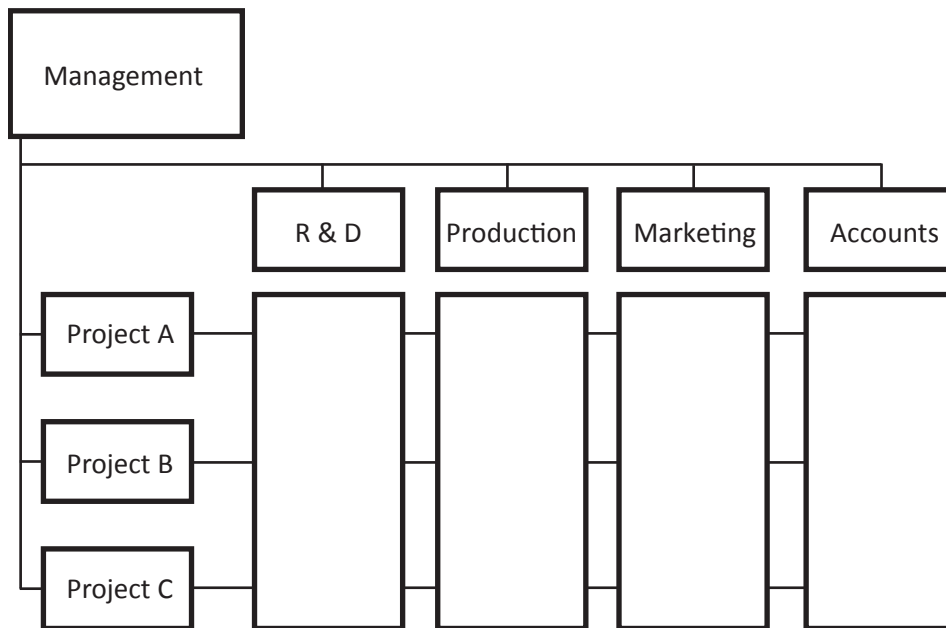 Management
R & D
Production
Marketing
Accounts
Project A
Project B
Project C